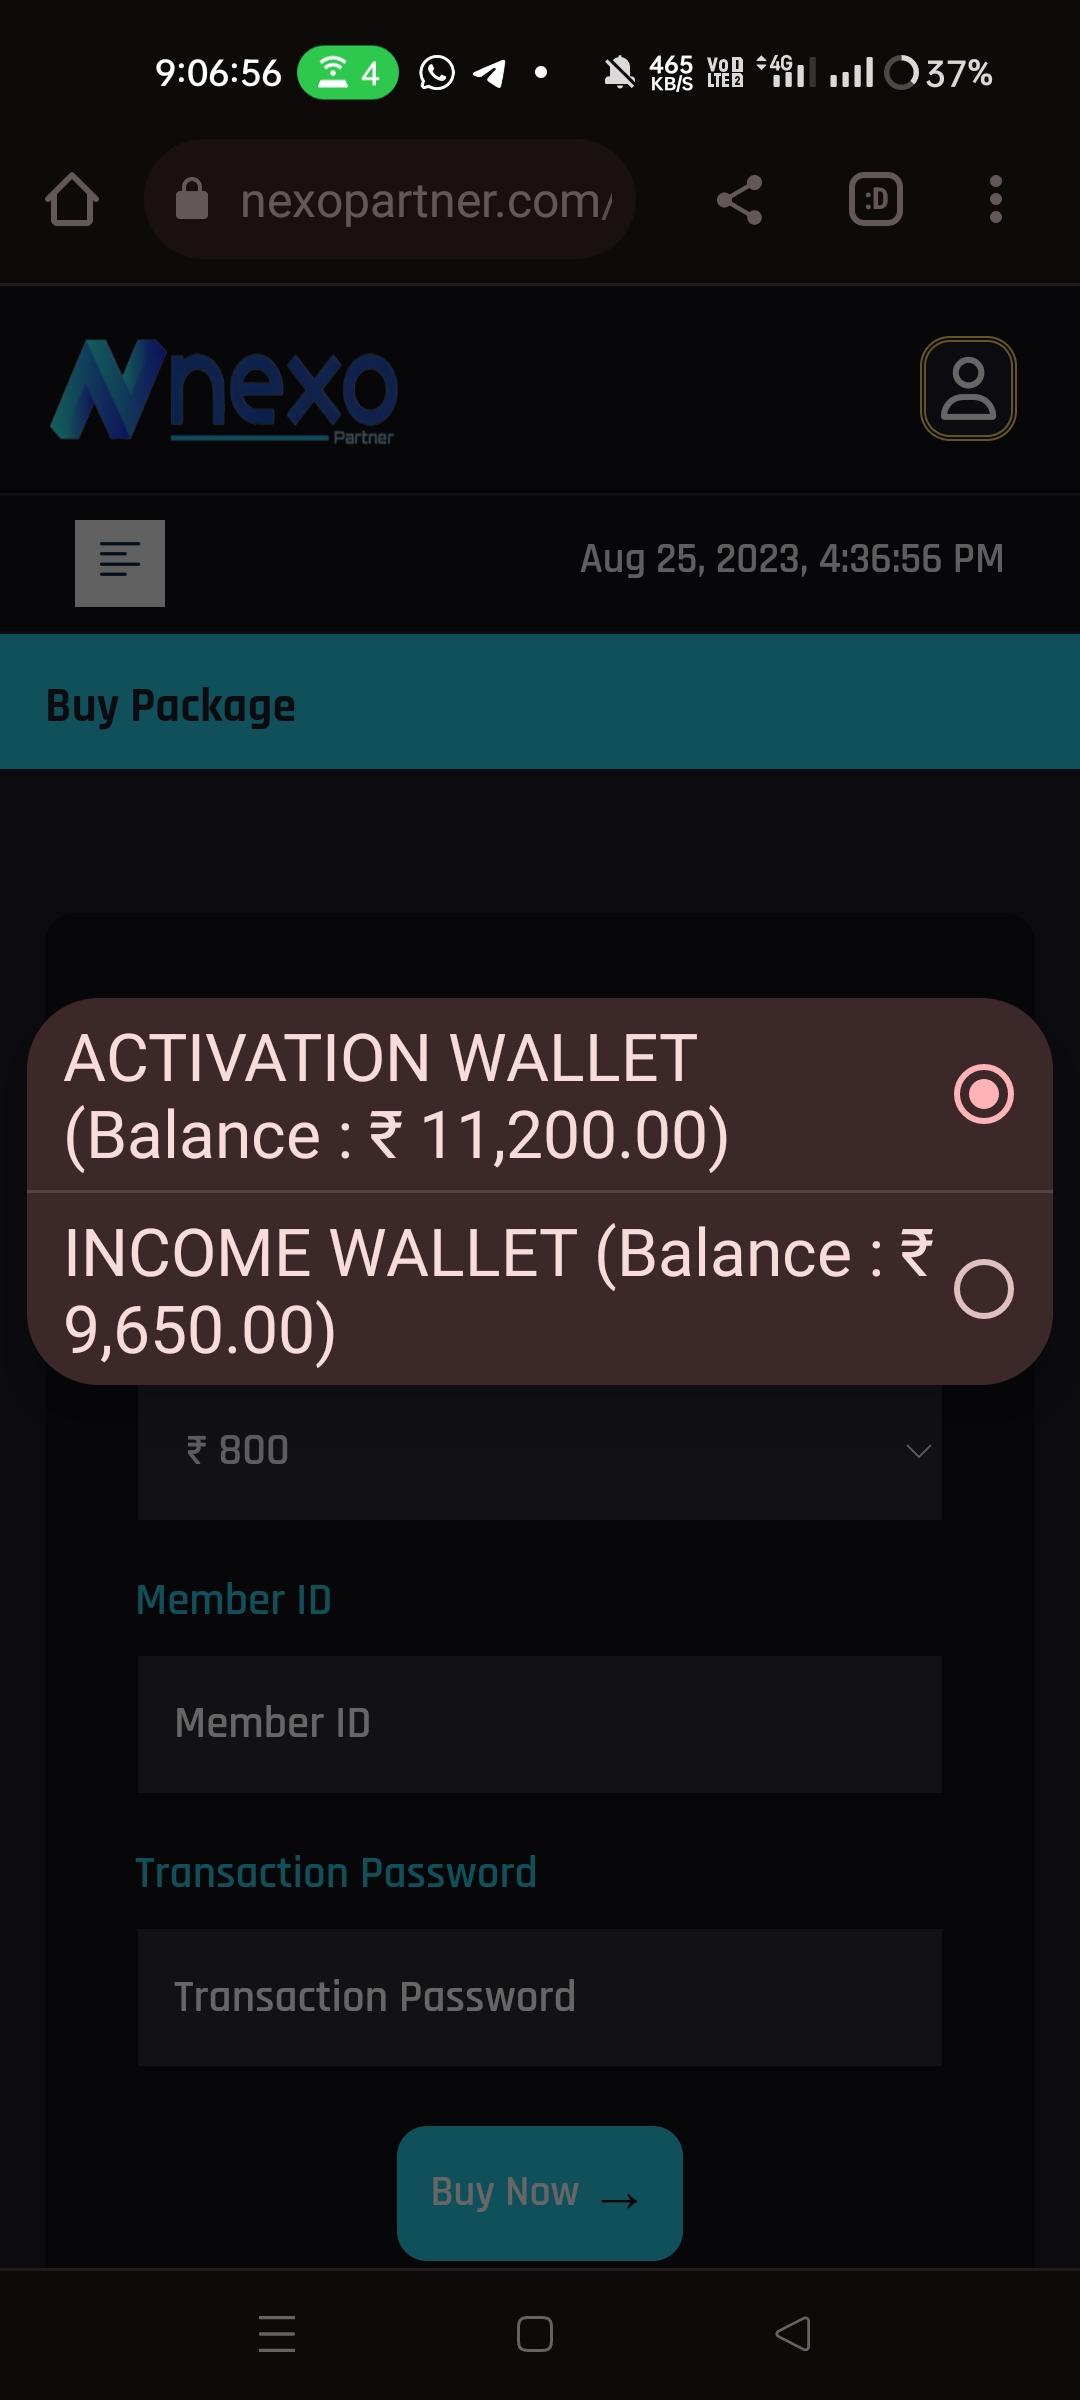 9:06:56 4 465 KB/S VoD LTE2 4G 37%
nexopartner.com/
:D
nexo
Partner
Aug 25, 2023, 4:36:56 PM
Buy Package
ACTIVATION WALLET
(Balance : ₹ 11,200.00)
INCOME WALLET (Balance : ₹
9,650.00)
₹ 800
Member ID
Member ID
Transaction Password
Transaction Password
Buy Now →